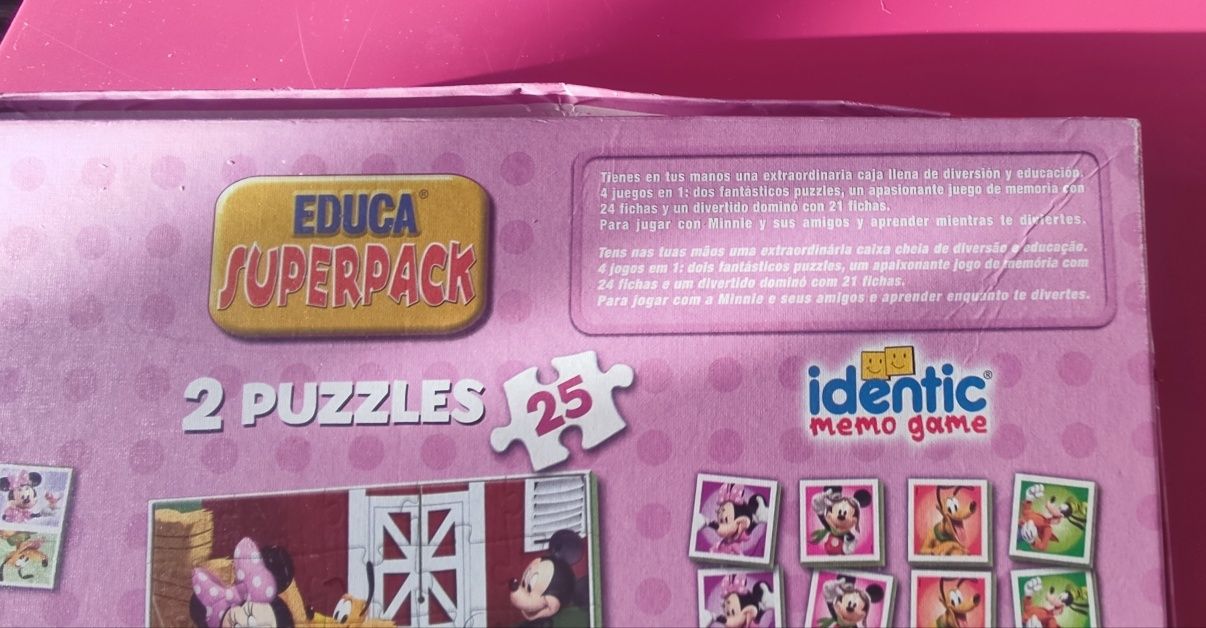 EDUCA®
SUPERPACK
Tienes en tus manos una extraordinaria caja llena de diversión y educación.
4 juegos en 1: dos fantásticos puzzles, un apasionante juego de memoria con
24 fichas y un divertido dominó con 21 fichas.
Para jugar con Minnie y sus amigos y aprender mientras te diviertes.
Tens nas tuas mãos uma extraordinária caixa cheia de diversão e educação.
4 jogos em 1: dois fantásticos puzzles, um apaixonante jogo de memória com
24 fichas e um divertido dominó com 21 fichas.
Para jogar com a Minnie e seus amigos e aprender enquanto te divertes.
2 PUZZLES 25
identic®
memo game